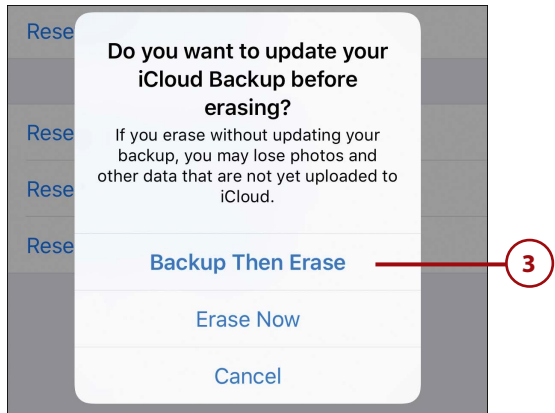 Rese
Do you want to update your
iCloud Backup before
erasing?
If you erase without updating your
backup, you may lose photos and
other data that are not yet uploaded to
iCloud.
Rese
Rese
Rese
Backup Then Erase
3
Erase Now
Cancel